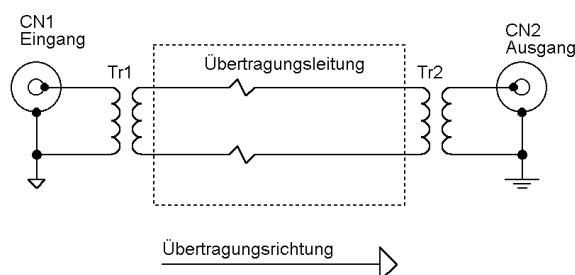 CN1
Eingang
CN2
Ausgang
Tr1
Übertragungsleitung
Tr2
Übertragungsrichtung